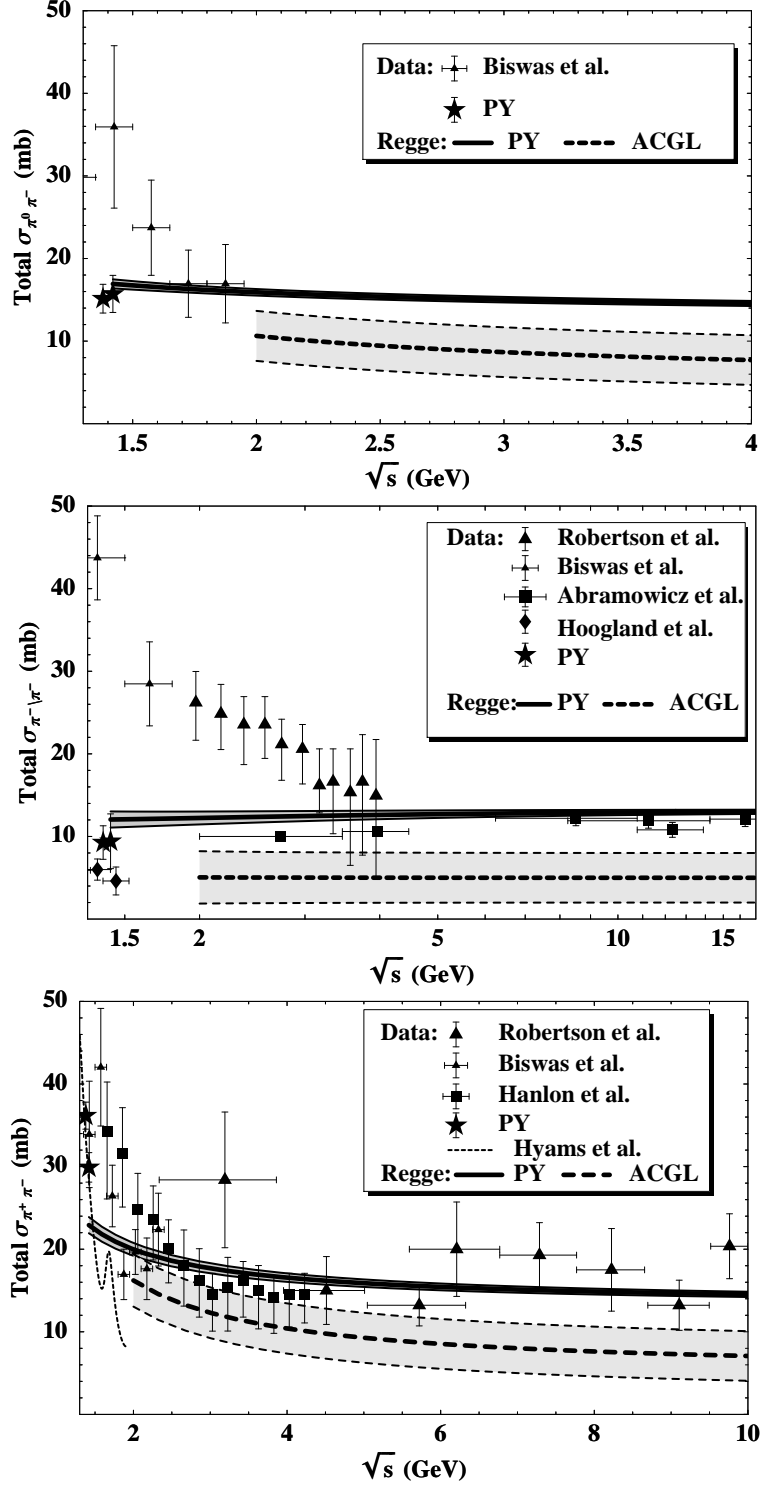 50
40
30
20
10
Total σπ⁰ π⁻ (mb)
Data: Biswas et al.
PY
Regge: PY ACGL
1.5 2 2.5 3 3.5 4
√s (GeV)
50
40
30
20
10
Total σπ⁻\π⁻ (mb)
Data: Robertson et al.
Biswas et al.
Abramowicz et al.
Hoogland et al.
PY
Regge: PY ACGL
1.5 2 5 10 15
√s (GeV)
50
40
30
20
10
Total σπ⁺ π⁻ (mb)
Data: Robertson et al.
Biswas et al.
Hanlon et al.
PY
Hyams et al.
Regge: PY ACGL
2 4 6 8 10
√s (GeV)